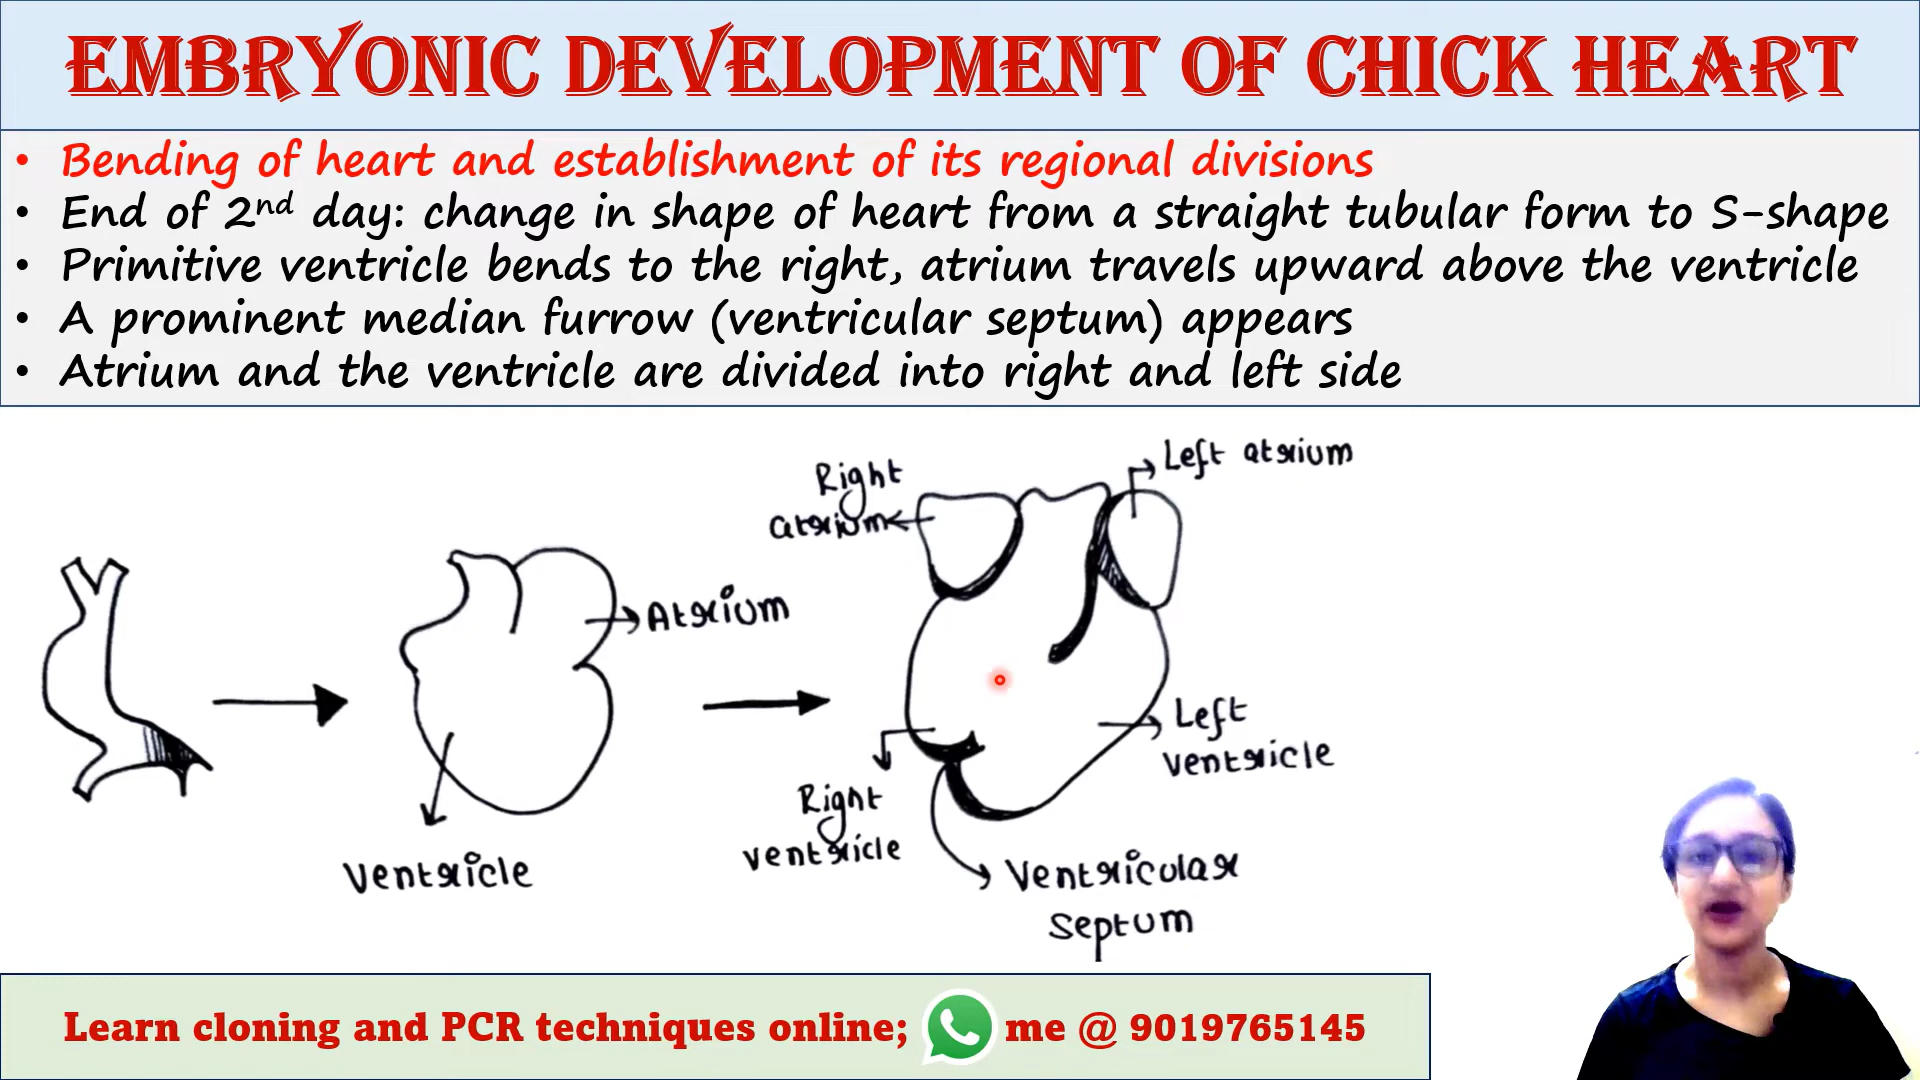 EMBRYONIC DEVELOPMENT OF CHICK HEART
• Bending of heart and establishment of its regional divisions
• End of 2nd day: change in shape of heart from a straight tubular form to S-shape
• Primitive ventricle bends to the right, atrium travels upward above the ventricle
• A prominent median furrow (ventricular septum) appears
• Atrium and the ventricle are divided into right and left side
Left atrium
Right
atrium
Atrium
Left
ventricle
Right
ventricle
Ventricle
Ventricular
septum
Learn cloning and PCR techniques online; me @ 9019765145